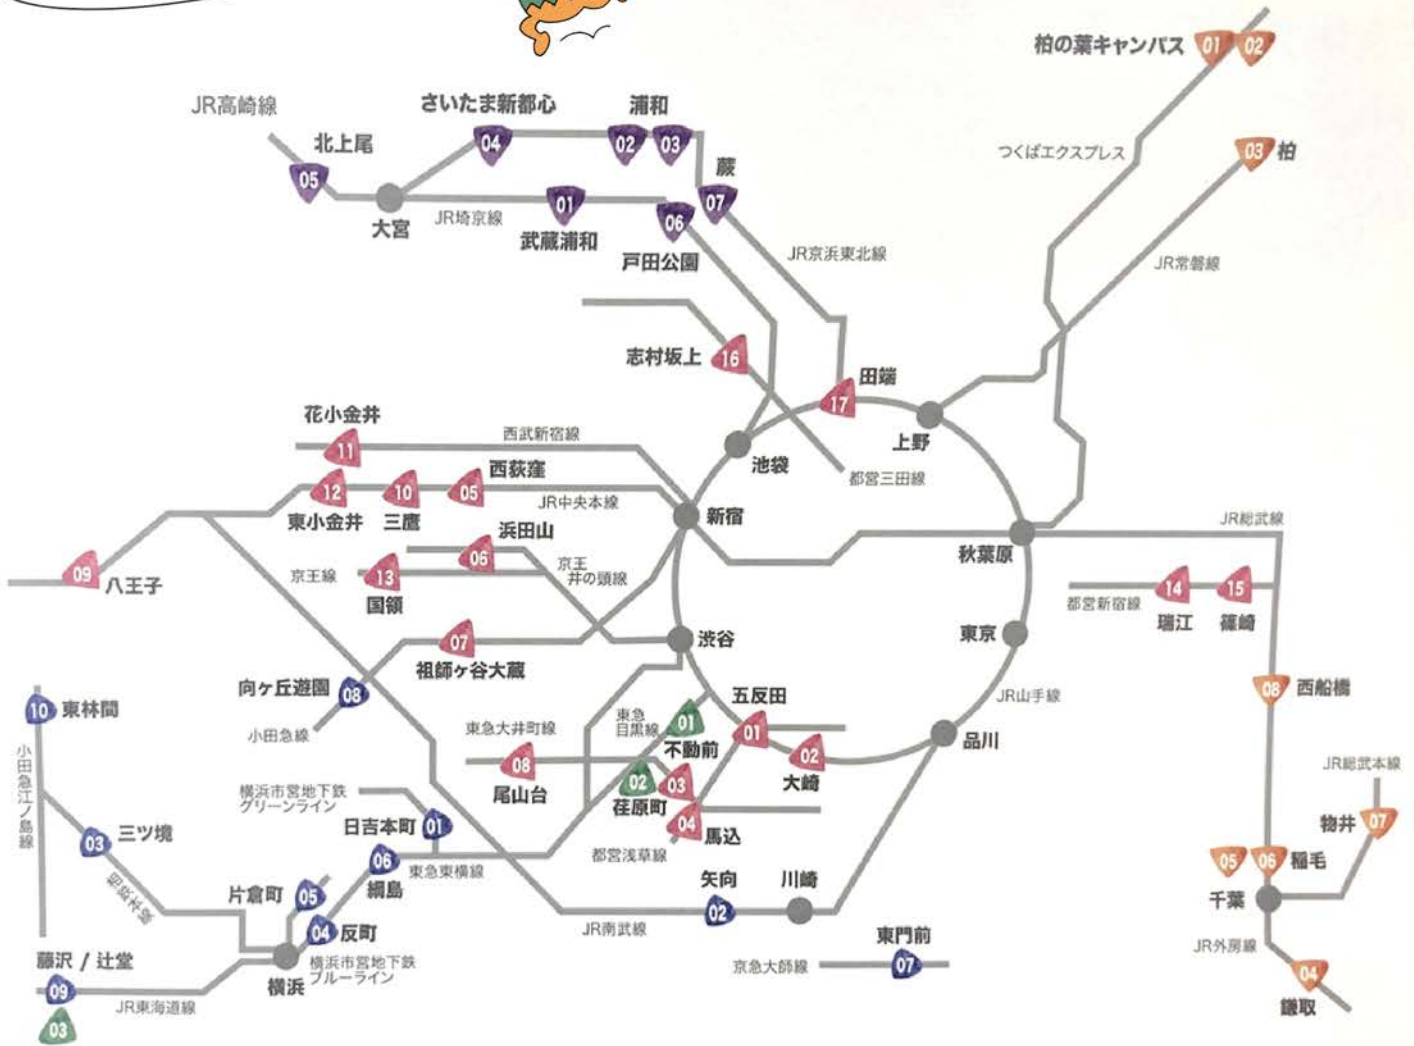 柏の葉キャンパス 01 02
JR高崎線
さいたま新都心
浦和
北上尾
04
02
03
つくばエクスプレス
03
柏
蕨
05
大宮
JR埼京線
01
武蔵浦和
06
戸田公園
07
JR京浜東北線
JR常磐線
志村坂上
16
田端
17
花小金井
11
西武新宿線
上野
池袋
都営三田線
西荻窪
12
10
05
JR中央本線
東小金井
三鷹
新宿
JR総武線
浜田山
06
秋葉原
09
八王子
京王線
13
国領
京王
井の頭線
都営新宿線
14
15
瑞江
篠崎
07
祖師ヶ谷大蔵
渋谷
東京
向ヶ丘遊園
08
小田急線
五反田
JR山手線
08
西船橋
10
東林間
東急大井町線
東急
目黒線
01
不動前
01
02
大崎
品川
小田急江ノ島線
08
尾山台
02
荏原町
03
JR総武本線
横浜市営地下鉄
グリーンライン
日吉本町
01
04
馬込
物井
07
03
三ツ境
都営浅草線
06
綱島
東急東横線
05
06
稲毛
相鉄本線
片倉町
05
矢向
02
川崎
千葉
04
反町
JR南武線
東門前
JR外房線
藤沢 / 辻堂
09
横浜
横浜市営地下鉄
ブルーライン
京急大師線
07
04
鎌取
JR東海道線
03